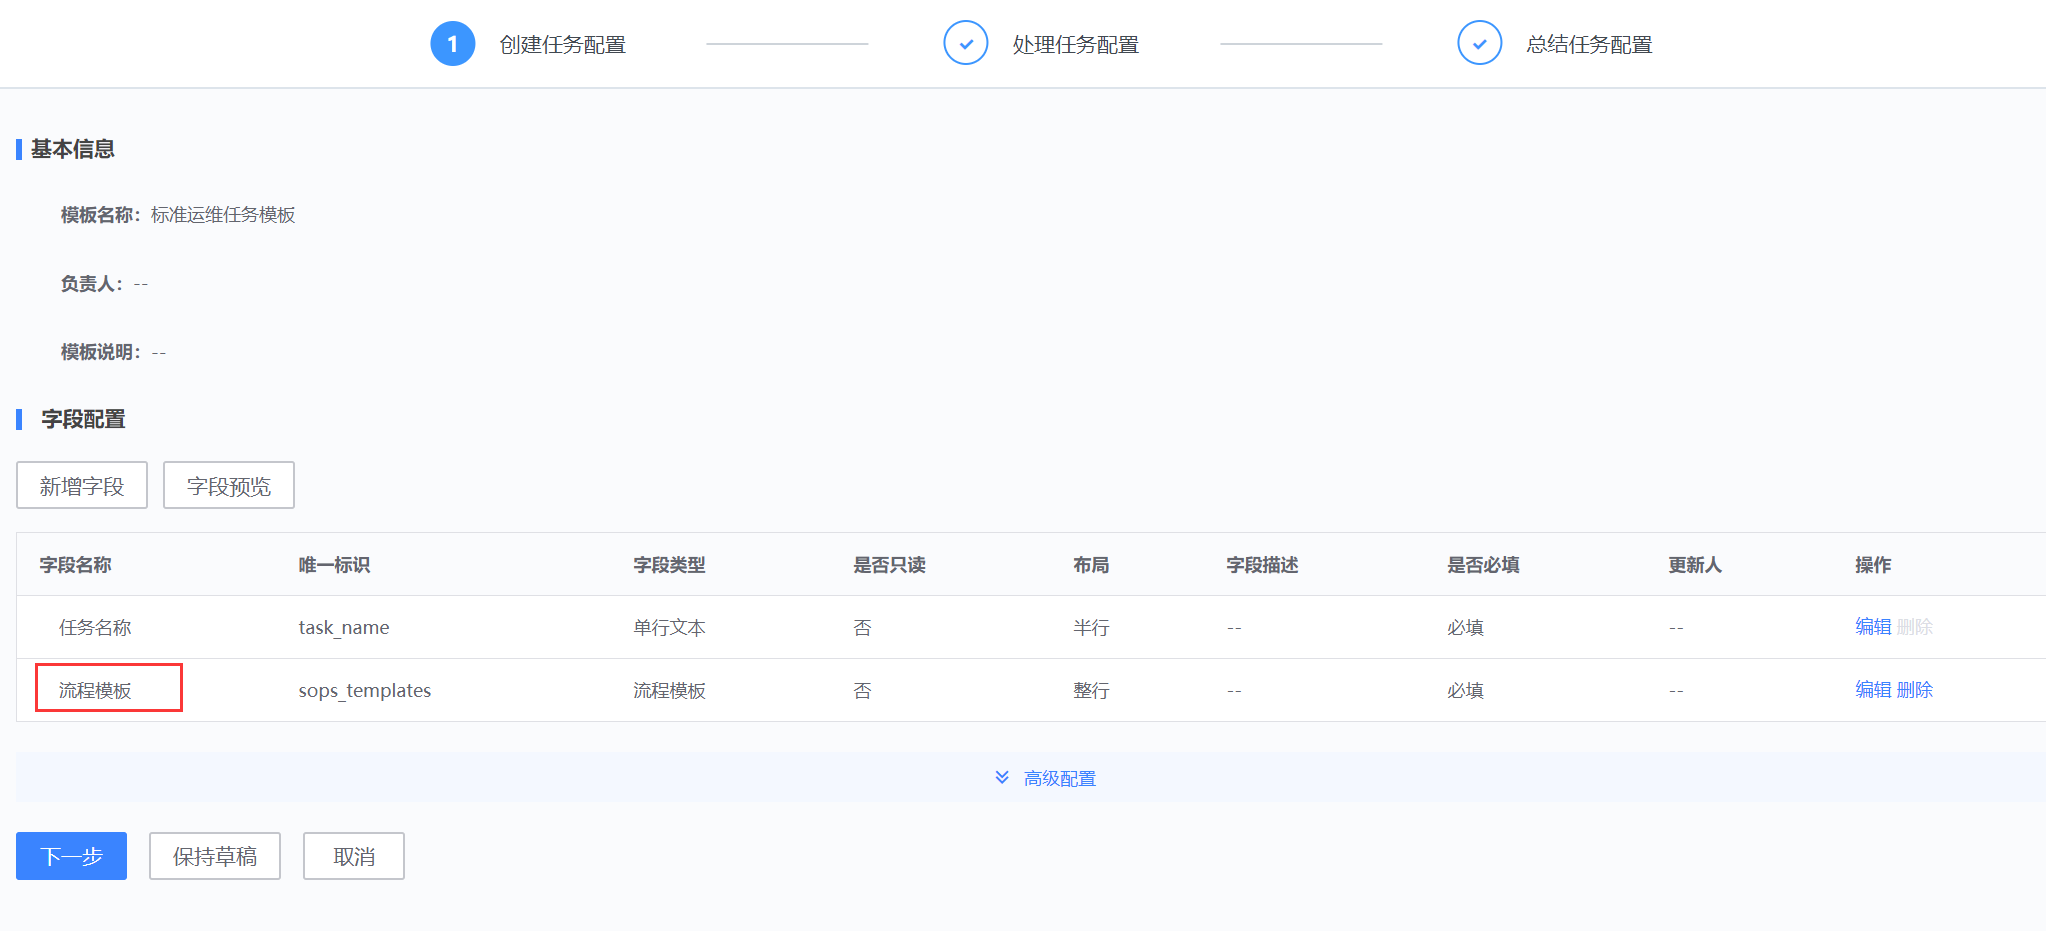 1 创建任务配置 处理任务配置 总结任务配置
基本信息
模板名称：标准运维任务模板
负责人：--
模板说明：--
字段配置
新增字段 字段预览
字段名称 唯一标识 字段类型 是否只读 布局 字段描述 是否必填 更新人 操作
任务名称 task_name 单行文本 否 半行 -- 必填 -- 编辑 删除
流程模板 sops_templates 流程模板 否 整行 -- 必填 -- 编辑 删除
高级配置
下一步 保持草稿 取消